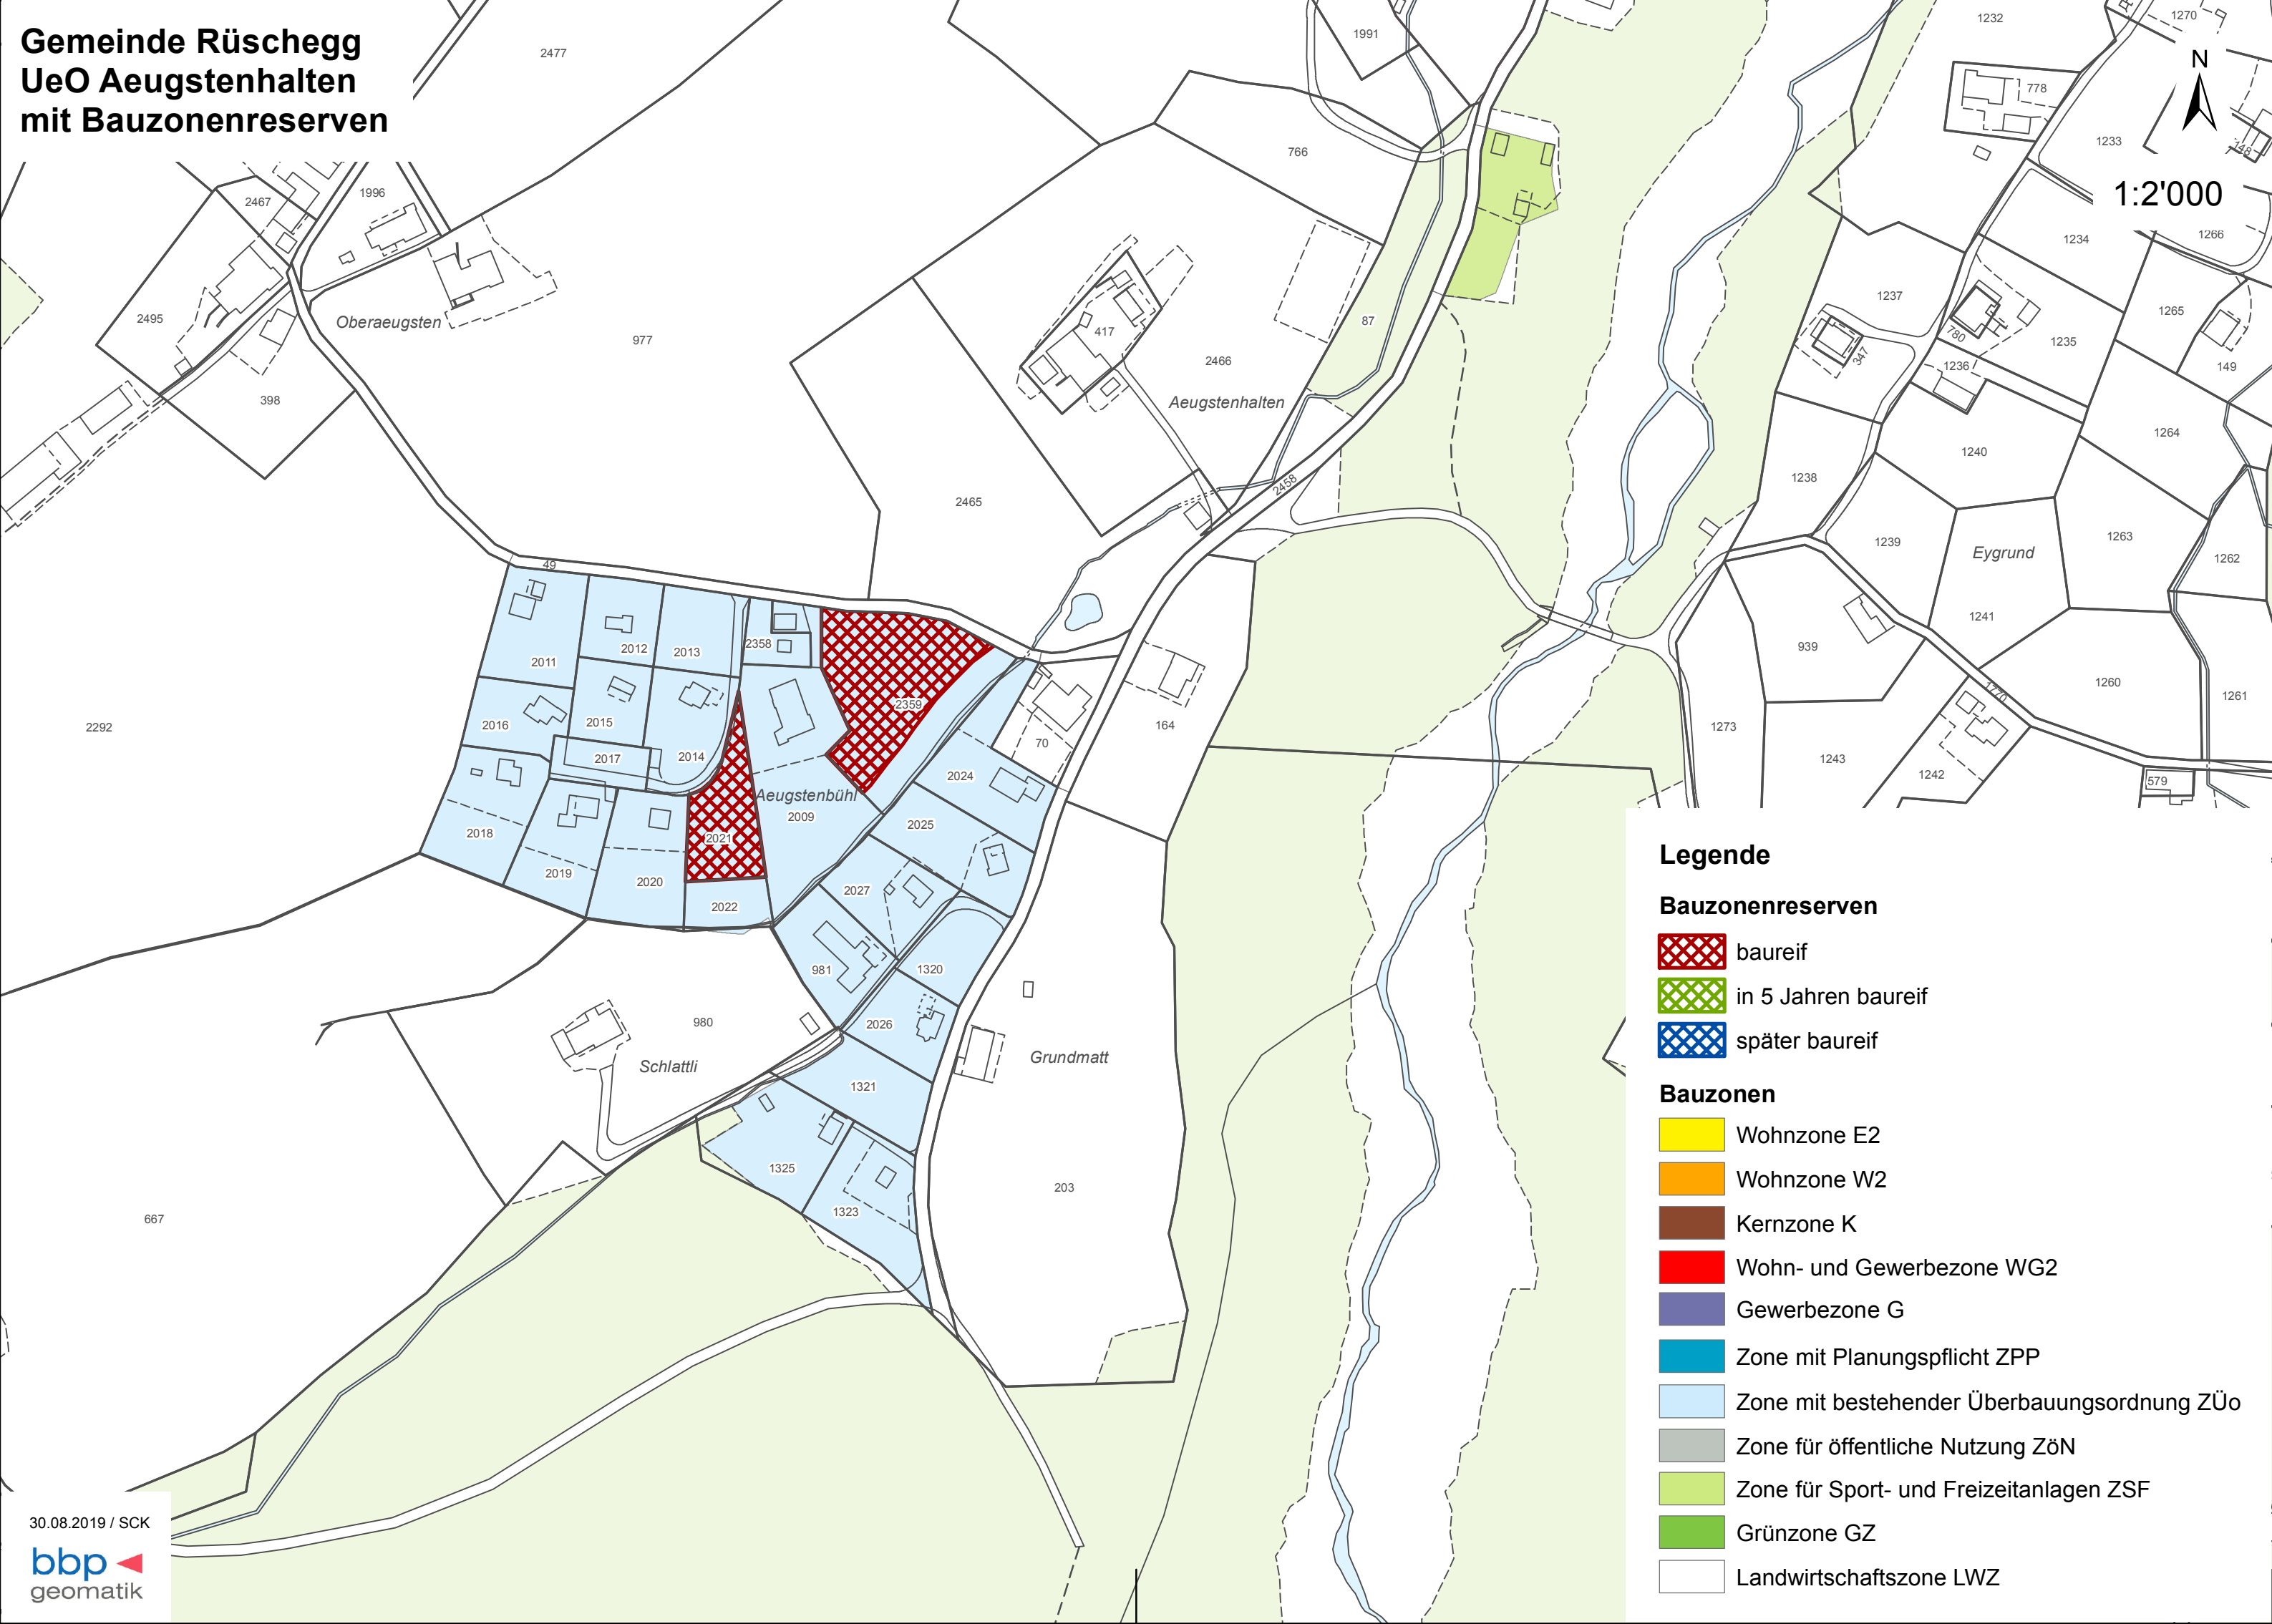 Gemeinde Rüschegg
UeO Aeugstenhalten
mit Bauzonenreserven
N
1:2'000
2477
1991
1232
1270
778
1233
148
766
1996
2467
1234
1266
2495
Oberaeugsten
977
417
2466
87
1237
1265
780
347
1235
1236
149
398
Aeugstenhalten
1264
1240
2465
2458
1238
1239
Eygrund
1263
1262
49
1241
2011
2012
2013
2358
939
2359
1260
1770
1261
2292
2016
2015
2017
2014
70
164
1273
1243
1242
579
2024
Aeugstenbühl
2009
2025
2018
2021
2019
2020
2027
2022
981
1320
980
2026
Schlattli
Grundmatt
1321
1325
203
1323
667
Legende
Bauzonenreserven
baureif
in 5 Jahren baureif
später baureif
Bauzonen
Wohnzone E2
Wohnzone W2
Kernzone K
Wohn- und Gewerbezone WG2
Gewerbezone G
Zone mit Planungspflicht ZPP
Zone mit bestehender Überbauungsordnung ZÜo
Zone für öffentliche Nutzung ZöN
Zone für Sport- und Freizeitanlagen ZSF
Grünzone GZ
Landwirtschaftszone LWZ
30.08.2019 / SCK
bbp
geomatik